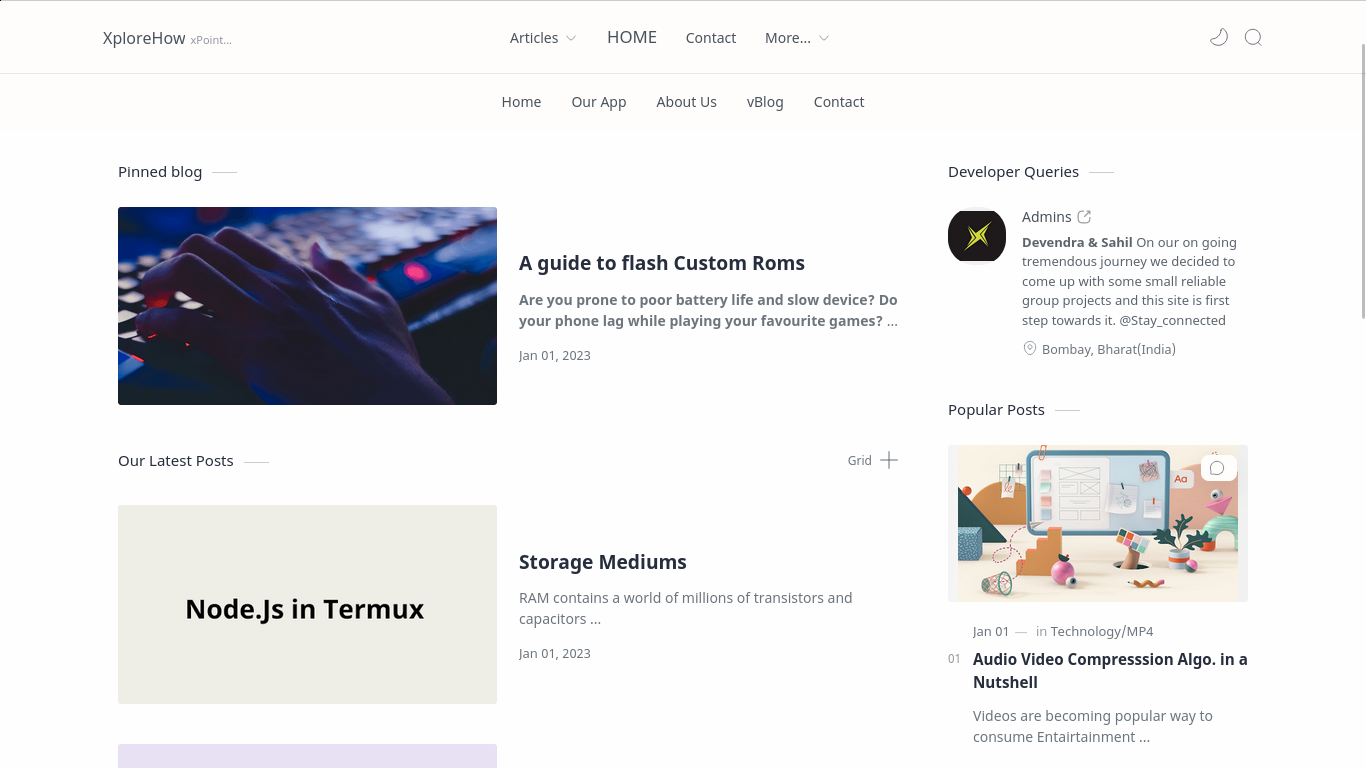 XploreHow xPoint...
Articles HOME Contact More...
Home Our App About Us vBlog Contact
Pinned blog
A guide to flash Custom Roms
Are you prone to poor battery life and slow device? Do
your phone lag while playing your favourite games? ...
Jan 01, 2023
Our Latest Posts
Grid
Node.Js in Termux
Storage Mediums
RAM contains a world of millions of transistors and
capacitors ...
Jan 01, 2023
Developer Queries
Admins
Devendra & Sahil On our on going
tremendous journey we decided to
come up with some small reliable
group projects and this site is first
step towards it. @Stay_connected
Bombay, Bharat(India)
Popular Posts
Aa
Jan 01 — in Technology/MP4
01
Audio Video Compresssion Algo. in a
Nutshell
Videos are becoming popular way to
consume Entairtainment ...